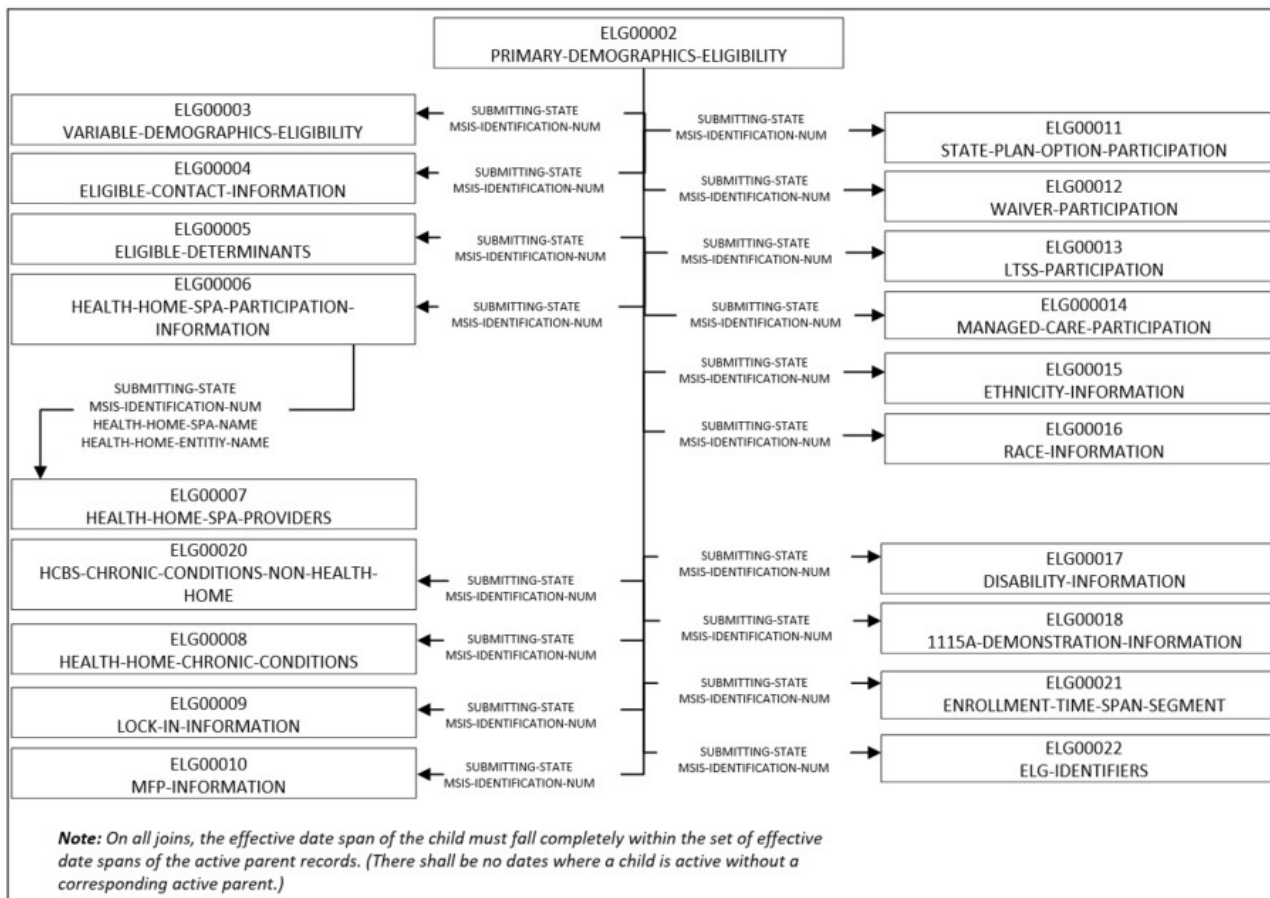 ELG00002
PRIMARY-DEMOGRAPHICS-ELIGIBILITY
ELG00003
VARIABLE-DEMOGRAPHICS-ELIGIBILITY
SUBMITTING-STATE
MSIS-IDENTIFICATION-NUM
ELG00004
ELIGIBLE-CONTACT-INFORMATION
SUBMITTING-STATE
MSIS-IDENTIFICATION-NUM
ELG00005
ELIGIBLE-DETERMINANTS
SUBMITTING-STATE
MSIS-IDENTIFICATION-NUM
ELG00006
HEALTH-HOME-SPA-PARTICIPATION-
INFORMATION
SUBMITTING-STATE
MSIS-IDENTIFICATION-NUM
SUBMITTING-STATE
MSIS-IDENTIFICATION-NUM
HEALTH-HOME-SPA-NAME
HEALTH-HOME-ENTITIY-NAME
ELG00007
HEALTH-HOME-SPA-PROVIDERS
ELG00020
HCBS-CHRONIC-CONDITIONS-NON-HEALTH-
HOME
SUBMITTING-STATE
MSIS-IDENTIFICATION-NUM
ELG00008
HEALTH-HOME-CHRONIC-CONDITIONS
SUBMITTING-STATE
MSIS-IDENTIFICATION-NUM
ELG00009
LOCK-IN-INFORMATION
SUBMITTING-STATE
MSIS-IDENTIFICATION-NUM
ELG00010
MFP-INFORMATION
SUBMITTING-STATE
MSIS-IDENTIFICATION-NUM
SUBMITTING-STATE
MSIS-IDENTIFICATION-NUM
ELG00011
STATE-PLAN-OPTION-PARTICIPATION
SUBMITTING-STATE
MSIS-IDENTIFICATION-NUM
ELG00012
WAIVER-PARTICIPATION
SUBMITTING-STATE
MSIS-IDENTIFICATION-NUM
ELG00013
LTSS-PARTICIPATION
SUBMITTING-STATE
MSIS-IDENTIFICATION-NUM
ELG000014
MANAGED-CARE-PARTICIPATION
SUBMITTING-STATE
MSIS-IDENTIFICATION-NUM
ELG00015
ETHNICITY-INFORMATION
SUBMITTING-STATE
MSIS-IDENTIFICATION-NUM
ELG00016
RACE-INFORMATION
SUBMITTING-STATE
MSIS-IDENTIFICATION-NUM
ELG00017
DISABILITY-INFORMATION
SUBMITTING-STATE
MSIS-IDENTIFICATION-NUM
ELG00018
1115A-DEMONSTRATION-INFORMATION
SUBMITTING-STATE
MSIS-IDENTIFICATION-NUM
ELG00021
ENROLLMENT-TIME-SPAN-SEGMENT
SUBMITTING-STATE
MSIS-IDENTIFICATION-NUM
ELG00022
ELG-IDENTIFIERS
Note: On all joins, the effective date span of the child must fall completely within the set of effective
date spans of the active parent records. (There shall be no dates where a child is active without a
corresponding active parent.)